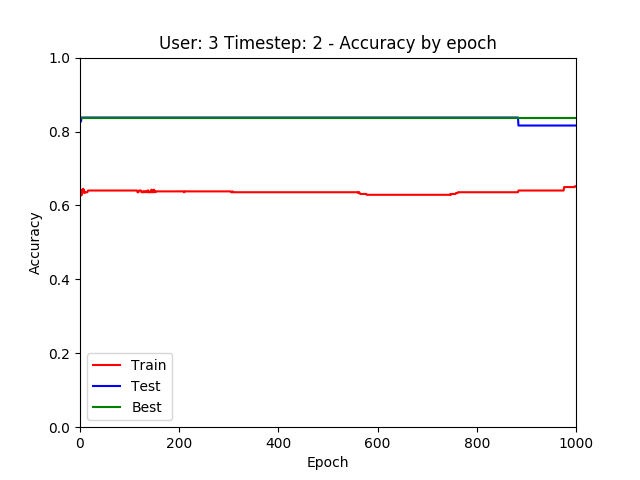 User: 3 Timestep: 2 - Accuracy by epoch
1.0
0.8
0.6
0.4
0.2
0.0
Accuracy
Train
Test
Best
0 200 400 600 800 1000
Epoch